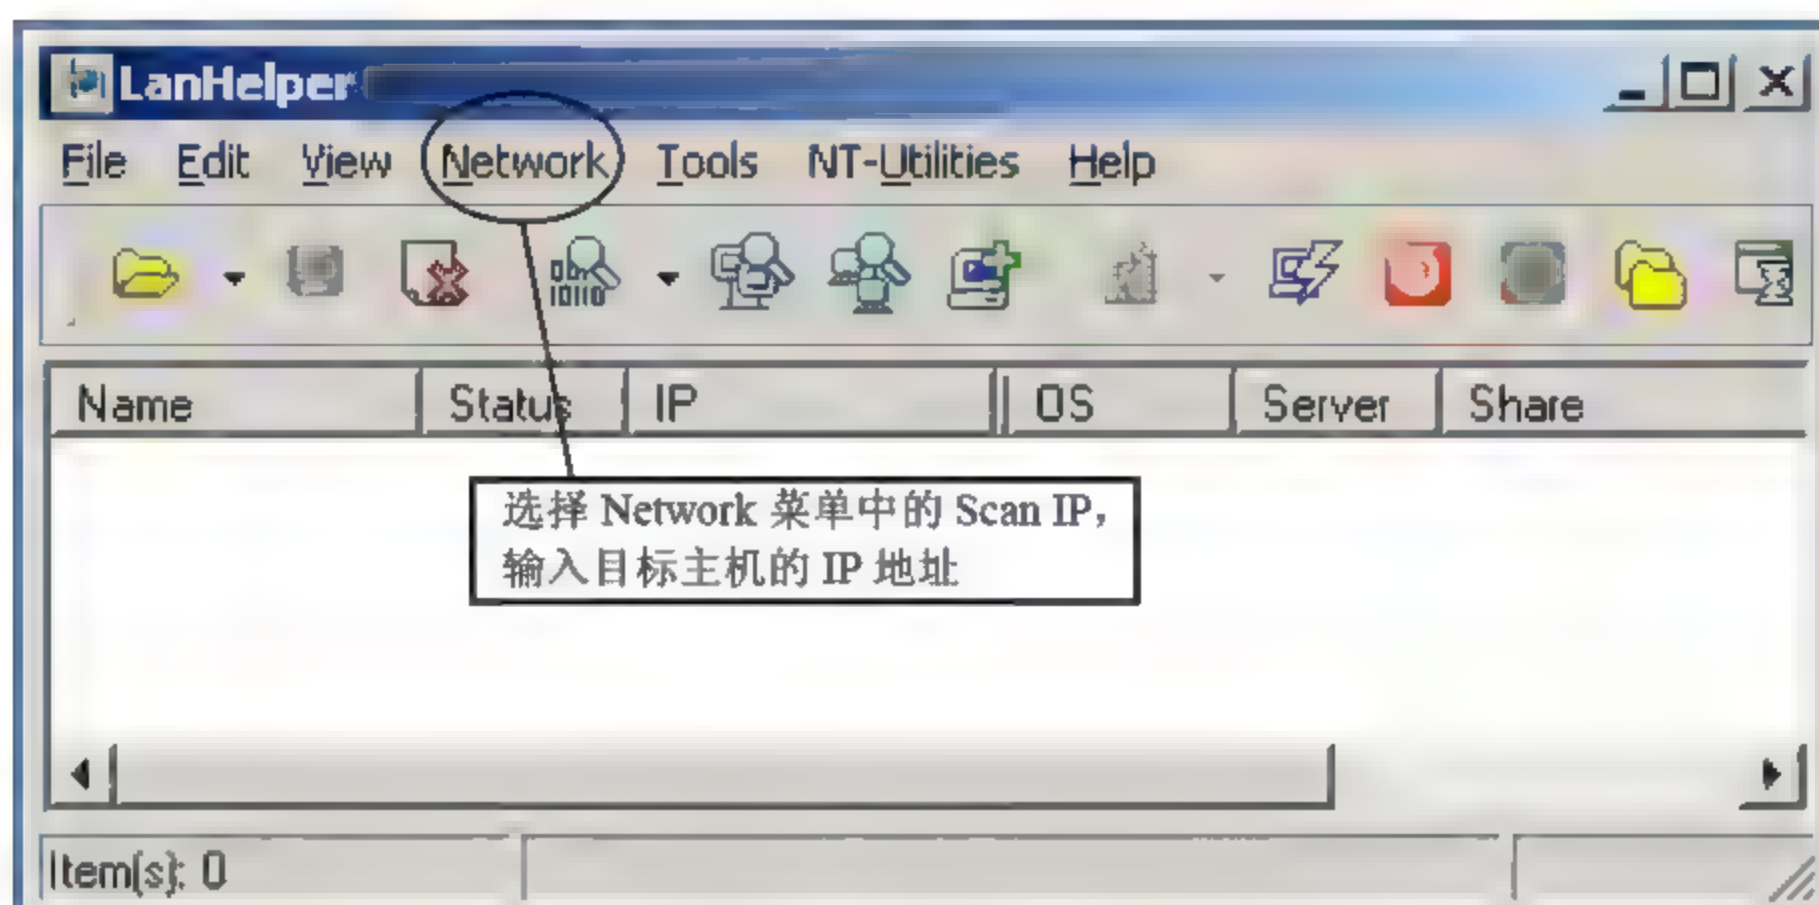 LanHelper
File Edit View Network Tools NT-Utilities Help
Name Status IP OS Server Share
选择 Network 菜单中的 Scan IP，
输入目标主机的 IP 地址
Item(s): 0